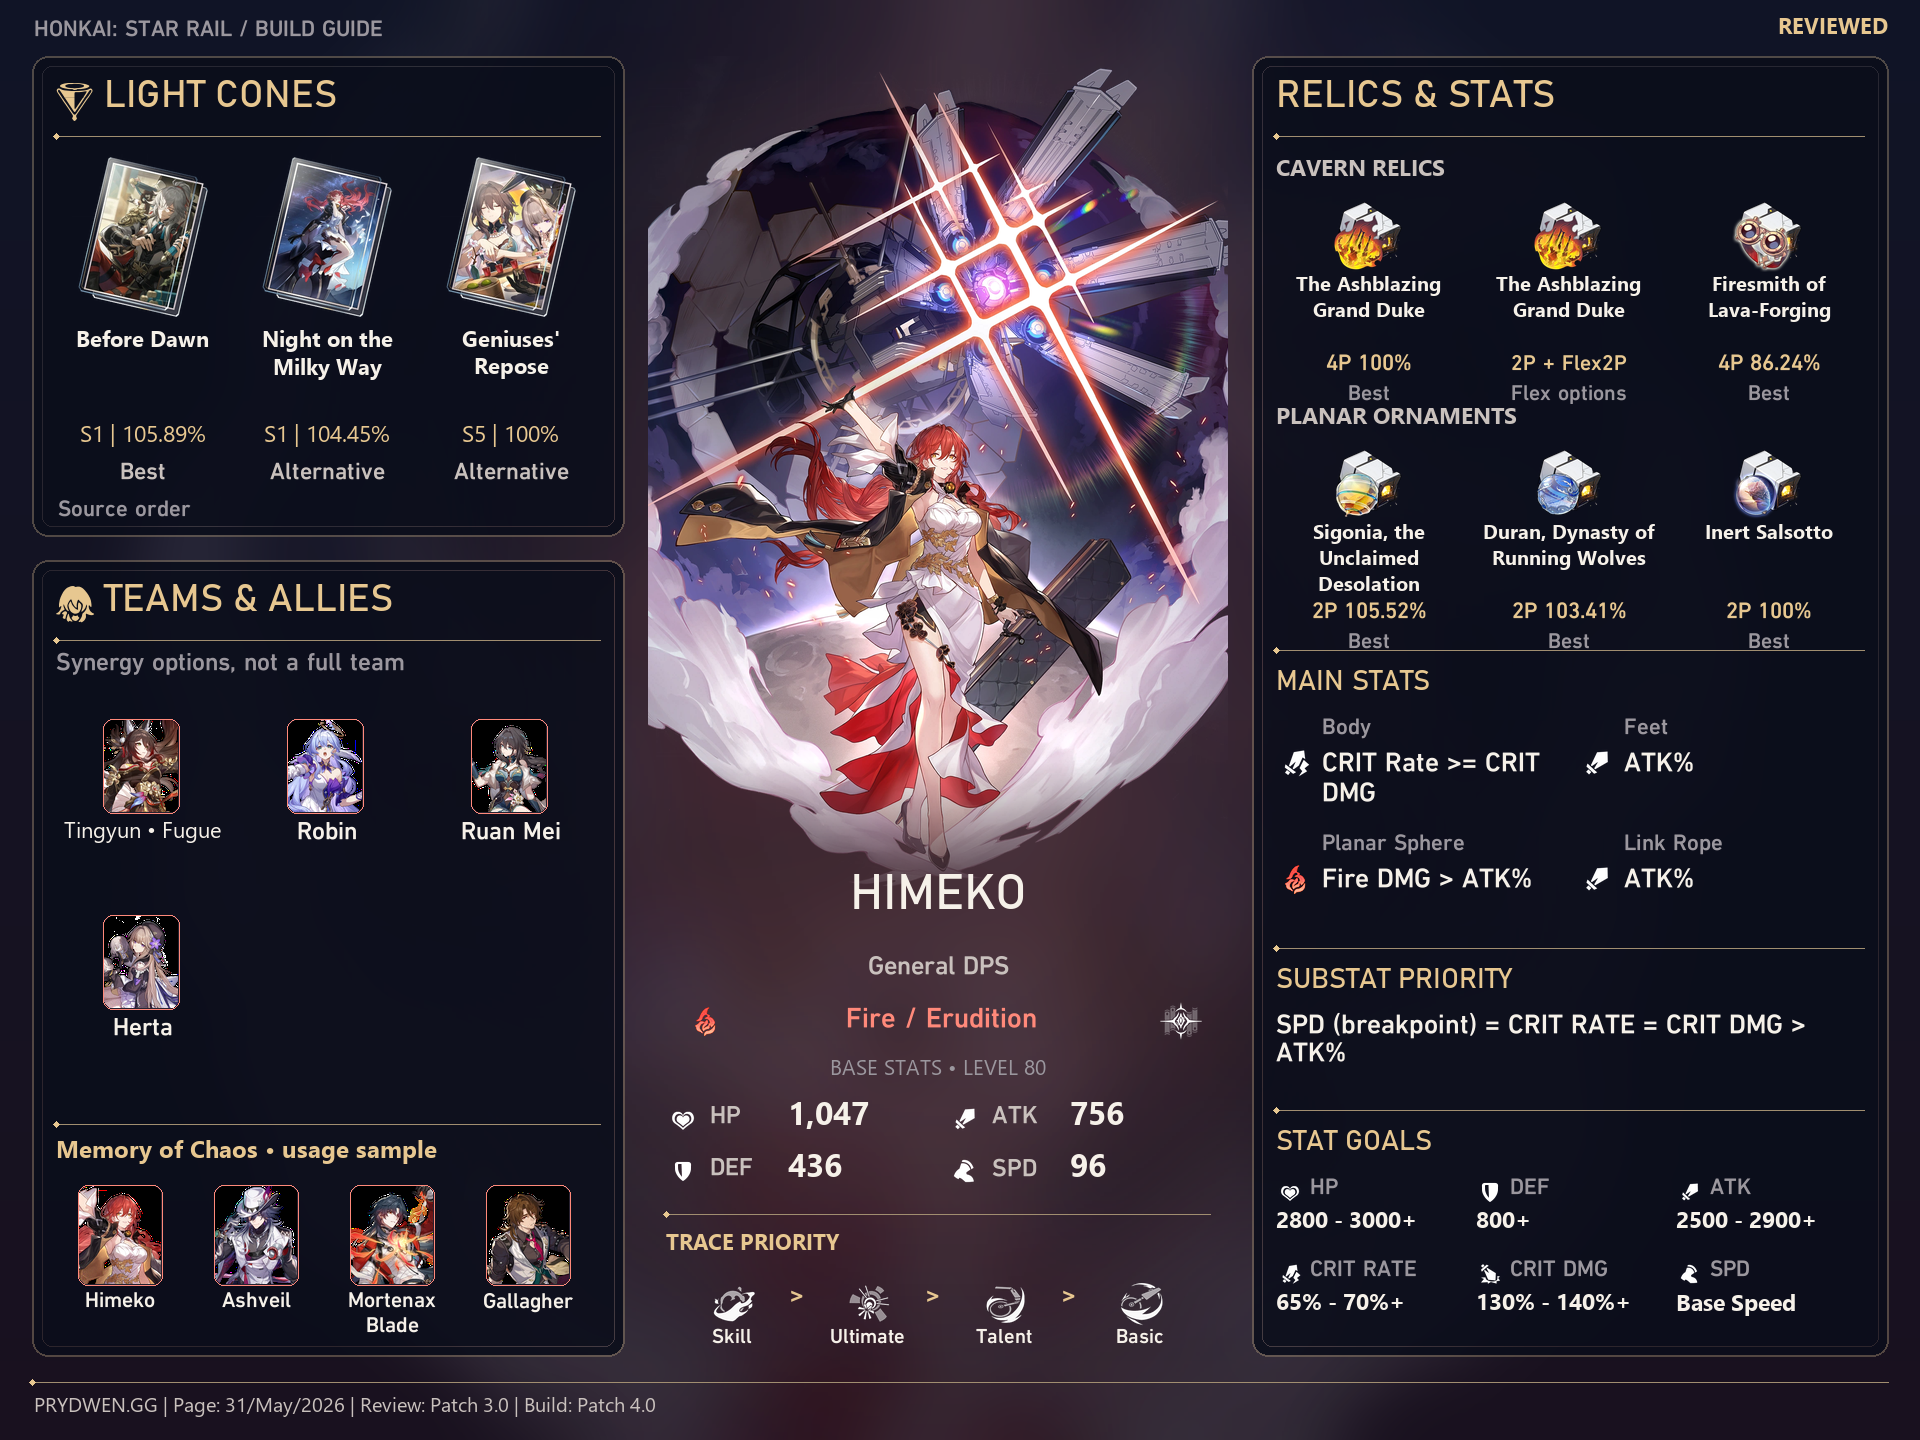 HONKAI: STAR RAIL / BUILD GUIDE
REVIEWED
LIGHT CONES
Before Dawn
S1 | 105.89%
Best
Night on the
Milky Way
S1 | 104.45%
Alternative
Geniuses'
Repose
S5 | 100%
Alternative
Source order
TEAMS & ALLIES
Synergy options, not a full team
Tingyun • Fugue
Robin
Ruan Mei
Herta
Memory of Chaos • usage sample
Himeko
Ashveil
Mortenax
Blade
Gallagher
HIMEKO
General DPS
Fire / Erudition
BASE STATS • LEVEL 80
HP 1,047
ATK 756
DEF 436
SPD 96
TRACE PRIORITY
Skill > Ultimate > Talent > Basic
RELICS & STATS
CAVERN RELICS
The Ashblazing
Grand Duke
4P 100%
Best
The Ashblazing
Grand Duke
2P + Flex2P
Flex options
Firesmith of
Lava-Forging
4P 86.24%
Best
PLANAR ORNAMENTS
Sigonia, the
Unclaimed
Desolation
2P 105.52%
Best
Duran, Dynasty of
Running Wolves
2P 103.41%
Best
Inert Salsotto
2P 100%
Best
MAIN STATS
Body
CRIT Rate >= CRIT
DMG
Feet
ATK%
Planar Sphere
Fire DMG > ATK%
Link Rope
ATK%
SUBSTAT PRIORITY
SPD (breakpoint) = CRIT RATE = CRIT DMG >
ATK%
STAT GOALS
HP
2800 - 3000+
DEF
800+
ATK
2500 - 2900+
CRIT RATE
65% - 70%+
CRIT DMG
130% - 140%+
SPD
Base Speed
PRYDWEN.GG | Page: 31/May/2026 | Review: Patch 3.0 | Build: Patch 4.0